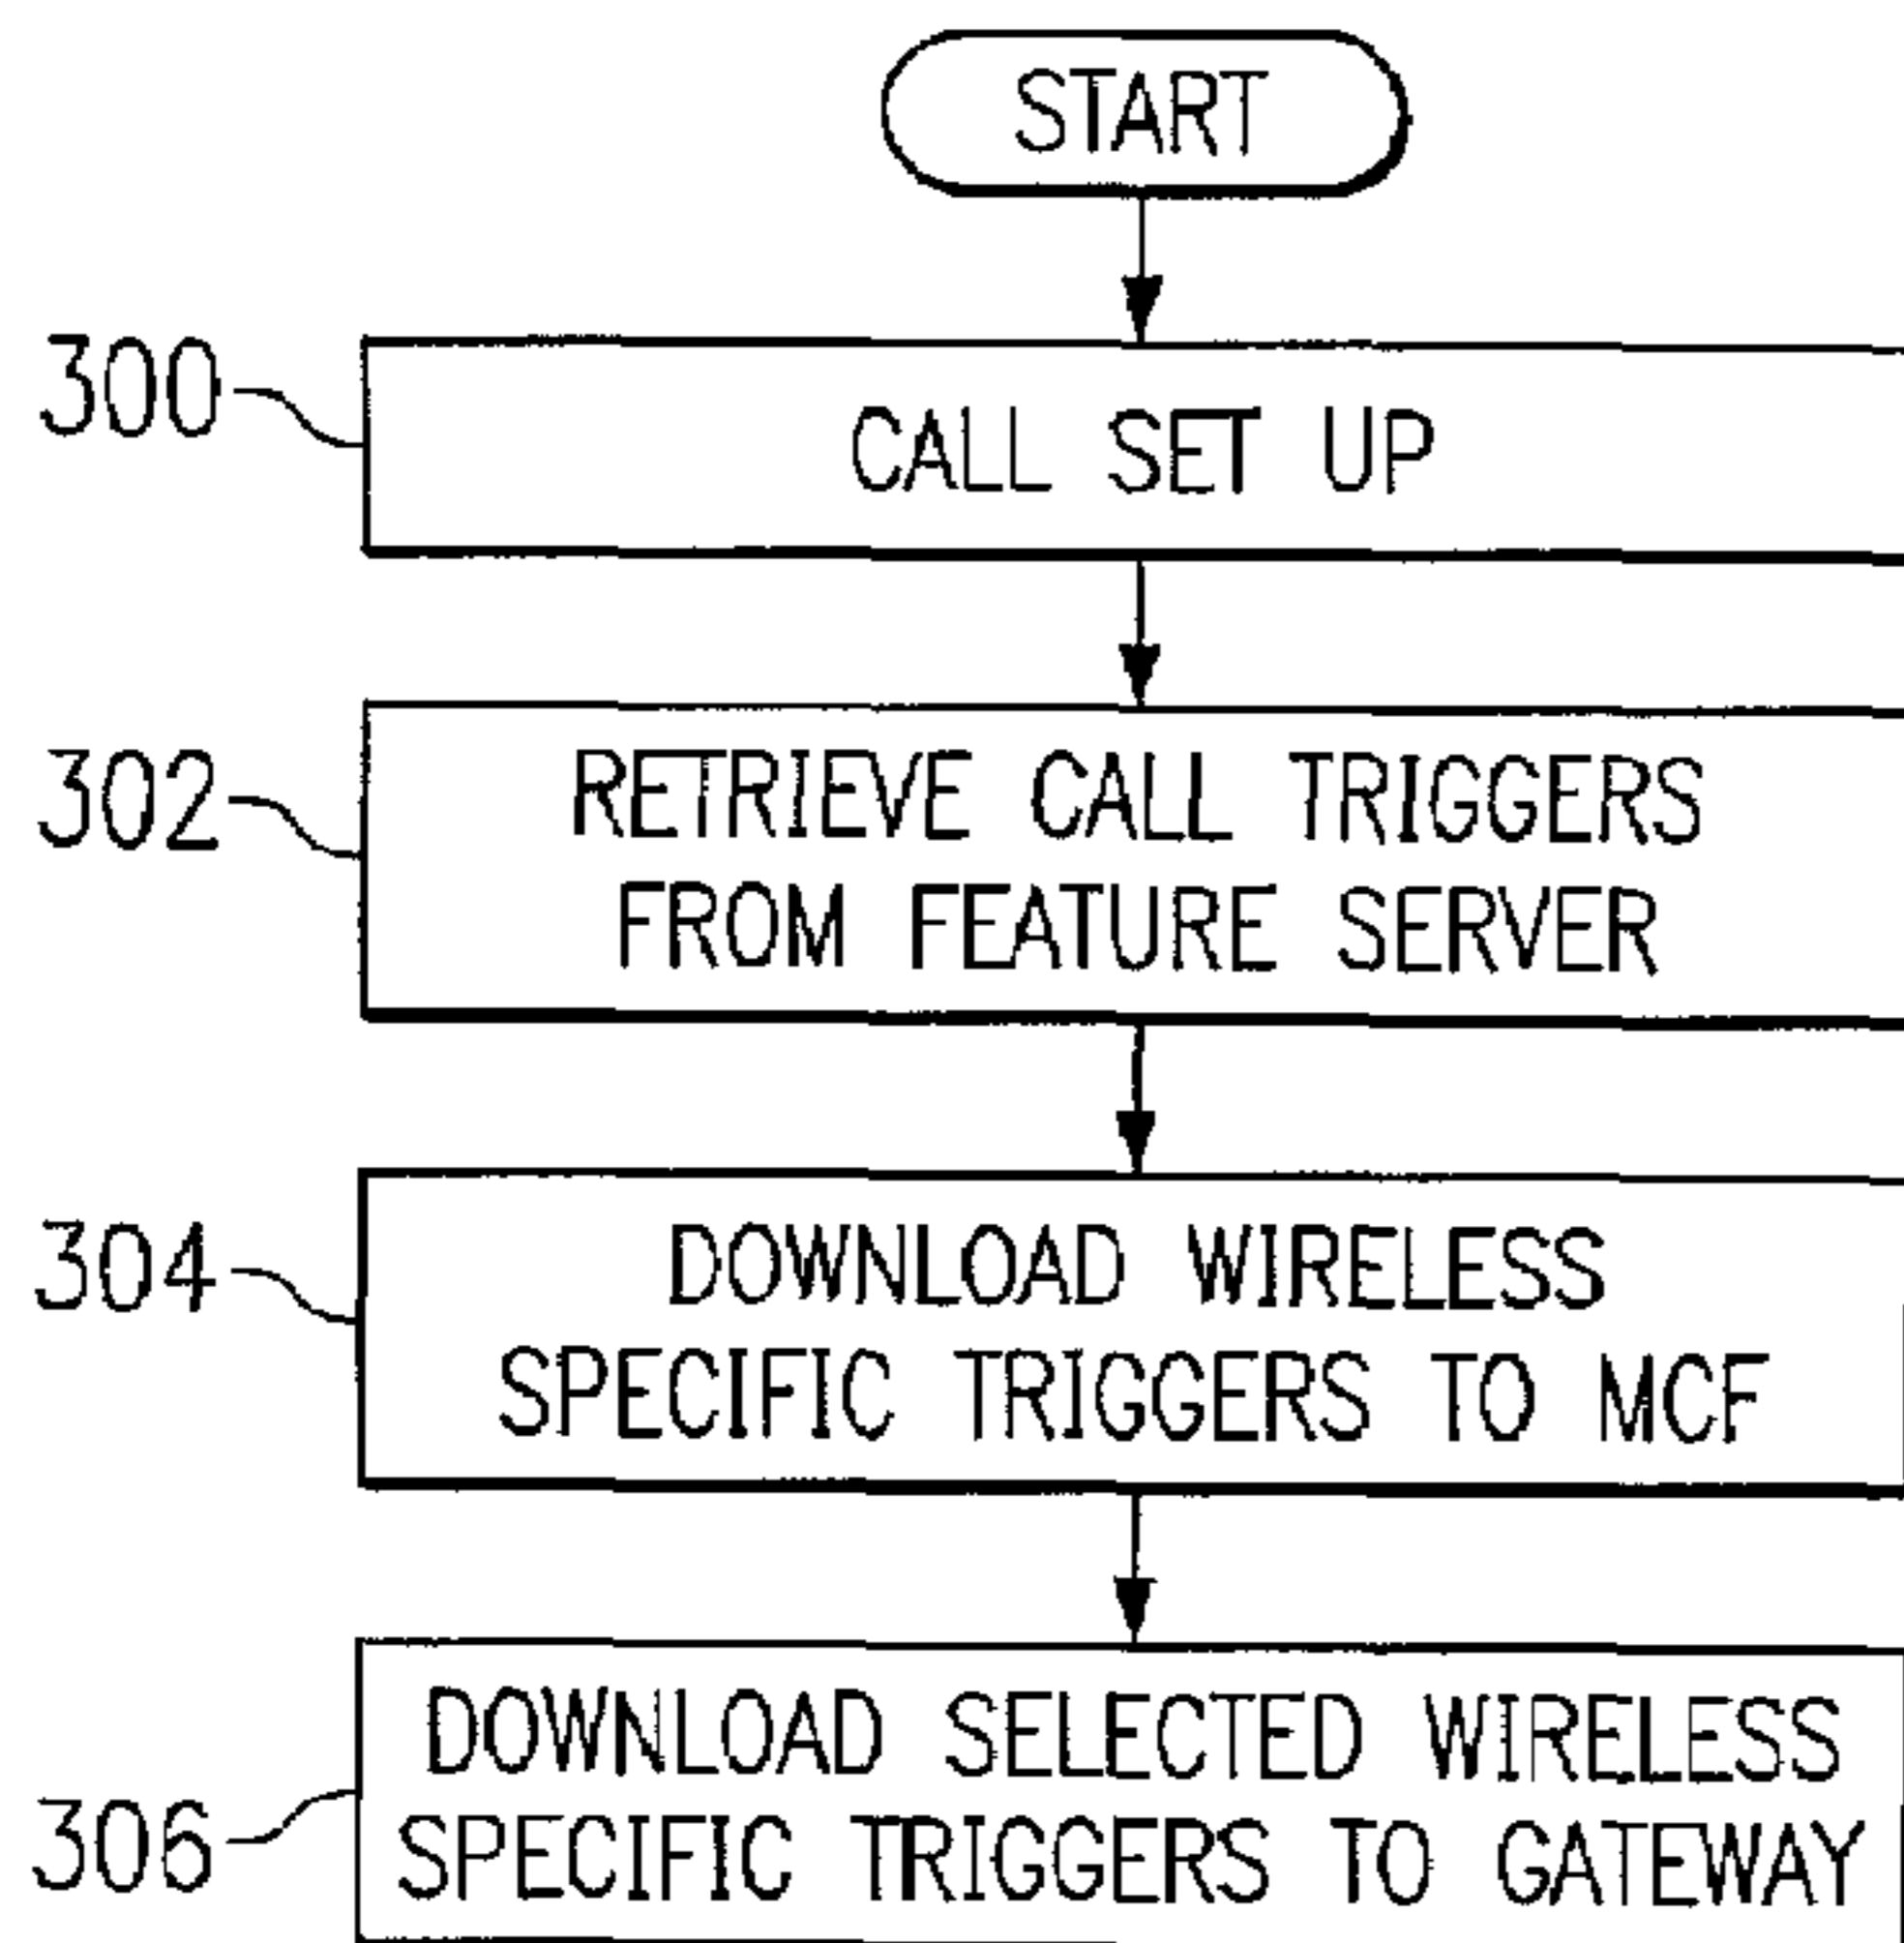 START
300
CALL SET UP
302
RETRIEVE CALL TRIGGERS
FROM FEATURE SERVER
304
DOWNLOAD WIRELESS
SPECIFIC TRIGGERS TO MCF
306
DOWNLOAD SELECTED WIRELESS
SPECIFIC TRIGGERS TO GATEWAY